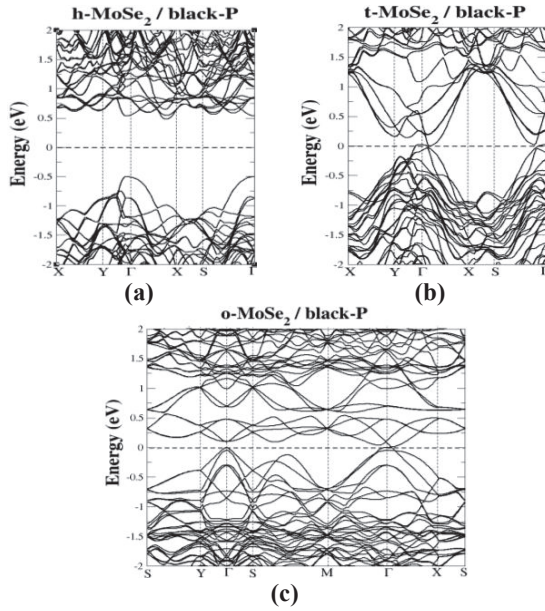 h-MoSe₂ / black-P
Energy (eV)
2
1.5
1
0.5
0
-0.5
-1
-1.5
-2
X Y Γ X S Γ
(a)
t-MoSe₂ / black-P
Energy (eV)
2
1.5
1
0.5
0
-0.5
-1
-1.5
-2
X Y Γ X S Γ
(b)
o-MoSe₂ / black-P
Energy (eV)
2
1.5
1
0.5
0
-0.5
-1
-1.5
-2
S Y Γ S M Γ X S
(c)